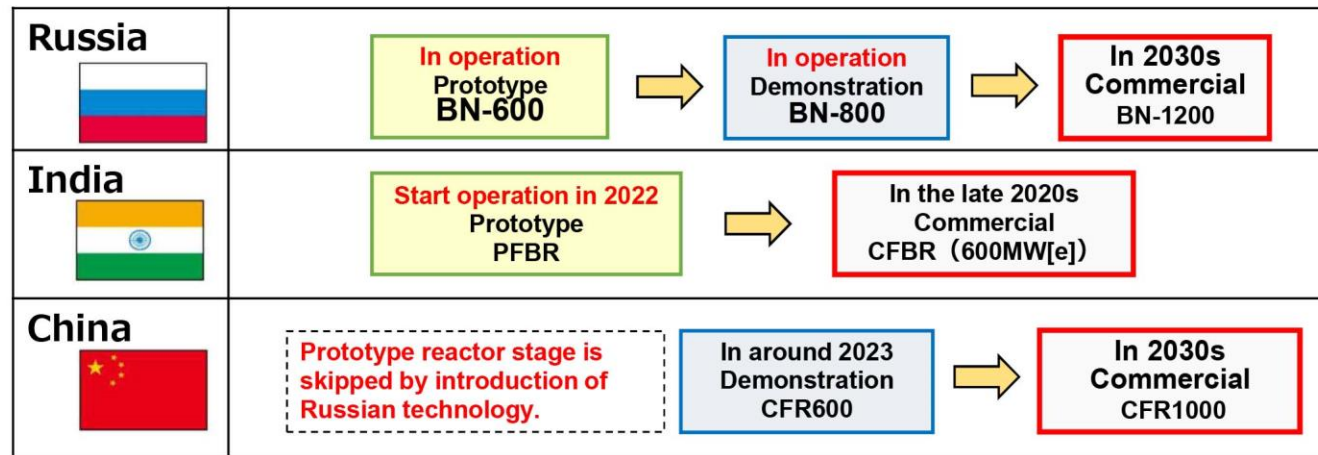 Russia
In operation
Prototype
BN-600
In operation
Demonstration
BN-800
In 2030s
Commercial
BN-1200
India
Start operation in 2022
Prototype
PFBR
In the late 2020s
Commercial
CFBR（600MW[e]）
China
Prototype reactor stage is
skipped by introduction of
Russian technology.
In around 2023
Demonstration
CFR600
In 2030s
Commercial
CFR1000